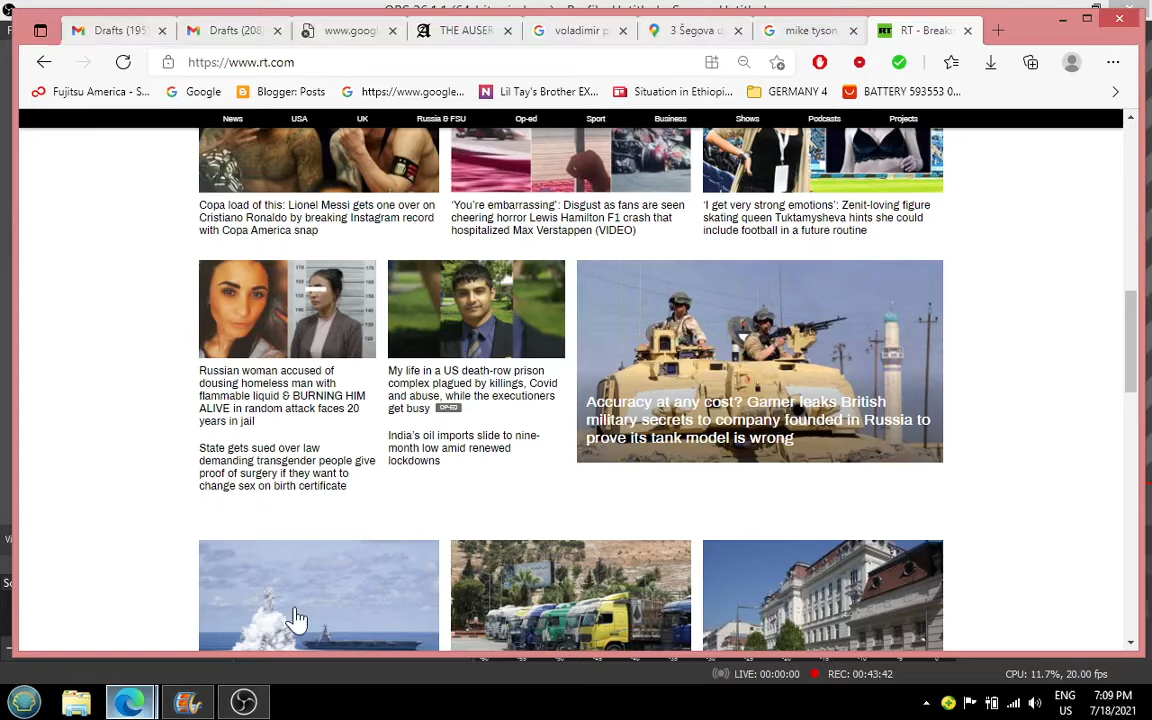 Drafts (195
Drafts (208)
www.googl
THE AUSER
voladimir p
3 Šegova u
mike tyson
RT - Breaki
https://www.rt.com
Fujitsu America - S...
Google
Blogger: Posts
https://www.google...
Lil Tay's Brother EX...
Situation in Ethiopi...
GERMANY 4
BATTERY 593553 0...
News
USA
UK
Russia & FSU
Op-ed
Sport
Business
Shows
Podcasts
Projects
Copa load of this: Lionel Messi gets one over on
Cristiano Ronaldo by breaking Instagram record
with Copa America snap
‘You’re embarrassing’: Disgust as fans are seen
cheering horror Lewis Hamilton F1 crash that
hospitalized Max Verstappen (VIDEO)
‘I get very strong emotions’: Zenit-loving figure
skating queen Tuktamysheva hints she could
include football in a future routine
Russian woman accused of
dousing homeless man with
flammable liquid & BURNING HIM
ALIVE in random attack faces 20
years in jail
State gets sued over law
demanding transgender people give
proof of surgery if they want to
change sex on birth certificate
My life in a US death-row prison
complex plagued by killings, Covid
and abuse, while the executioners
get busy OP-ED
India's oil imports slide to nine-
month low amid renewed
lockdowns
Accuracy at any cost? Gamer leaks British
military secrets to company founded in Russia to
prove its tank model is wrong
LIVE: 00:00:00
REC: 00:43:42
CPU: 11.7%, 20.00 fps
ENG
US
7:09 PM
7/18/2021